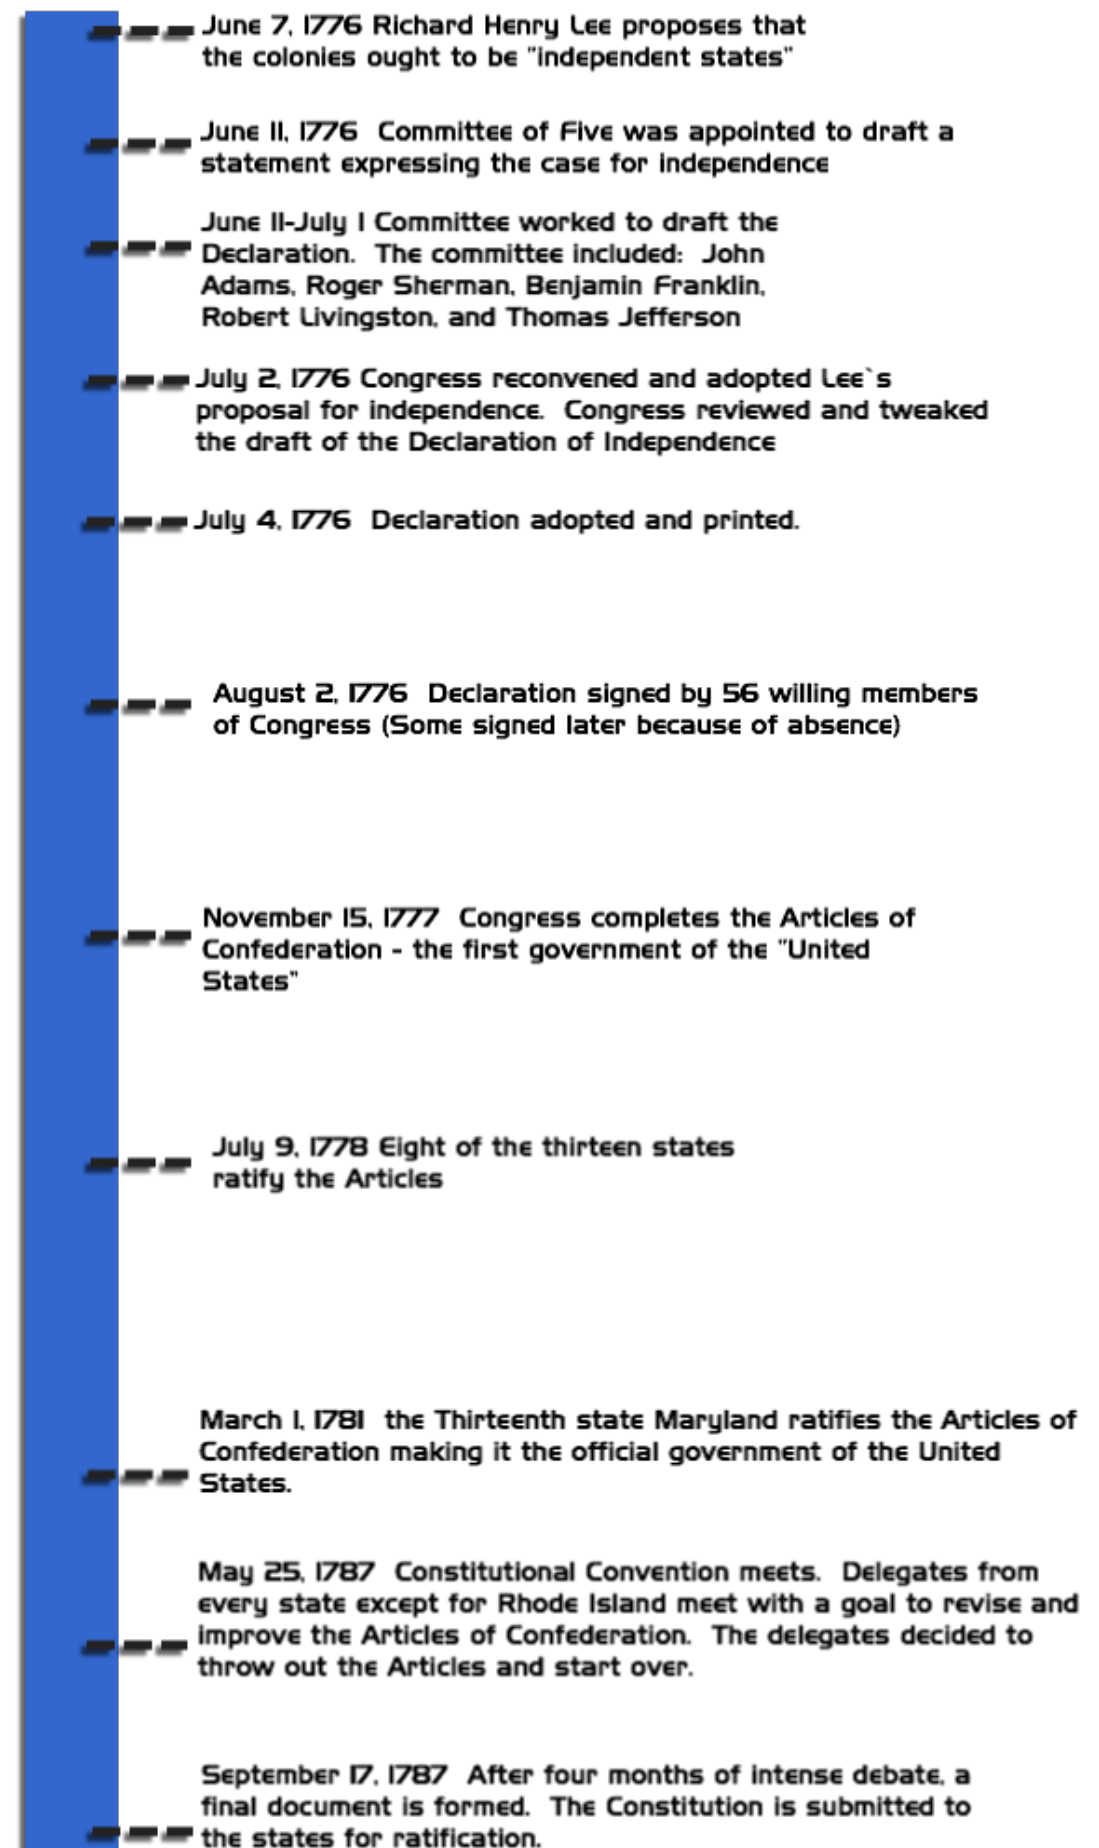 June 7, 1776 Richard Henry Lee proposes that
the colonies ought to be "independent states"
June 11, 1776 Committee of Five was appointed to draft a
statement expressing the case for independence
June 11-July 1 Committee worked to draft the
Declaration. The committee included: John
Adams, Roger Sherman, Benjamin Franklin,
Robert Livingston, and Thomas Jefferson
July 2, 1776 Congress reconvened and adopted Lee`s
proposal for independence. Congress reviewed and tweaked
the draft of the Declaration of Independence
July 4, 1776 Declaration adopted and printed.
August 2, 1776 Declaration signed by 56 willing members
of Congress (Some signed later because of absence)
November 15, 1777 Congress completes the Articles of
Confederation - the first government of the "United
States"
July 9, 1778 Eight of the thirteen states
ratify the Articles
March 1, 1781 the Thirteenth state Maryland ratifies the Articles of
Confederation making it the official government of the United
States.
May 25, 1787 Constitutional Convention meets. Delegates from
every state except for Rhode Island meet with a goal to revise and
improve the Articles of Confederation. The delegates decided to
throw out the Articles and start over.
September 17, 1787 After four months of intense debate, a
final document is formed. The Constitution is submitted to
the states for ratification.